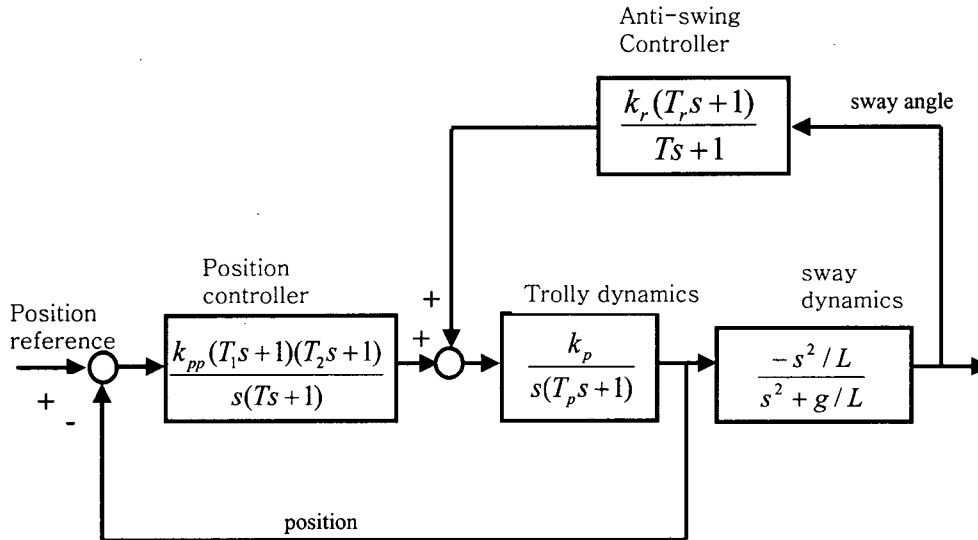 Anti-swing
Controller
k_r(T_r s+1)
Ts+1
sway angle
Position
controller
Trolly dynamics
sway
dynamics
Position
reference
+
+
k_pp(T_1 s+1)(T_2 s+1)
s(Ts+1)
k_p
s(T_p s+1)
-s^2/L
s^2+g/L
+
-
position